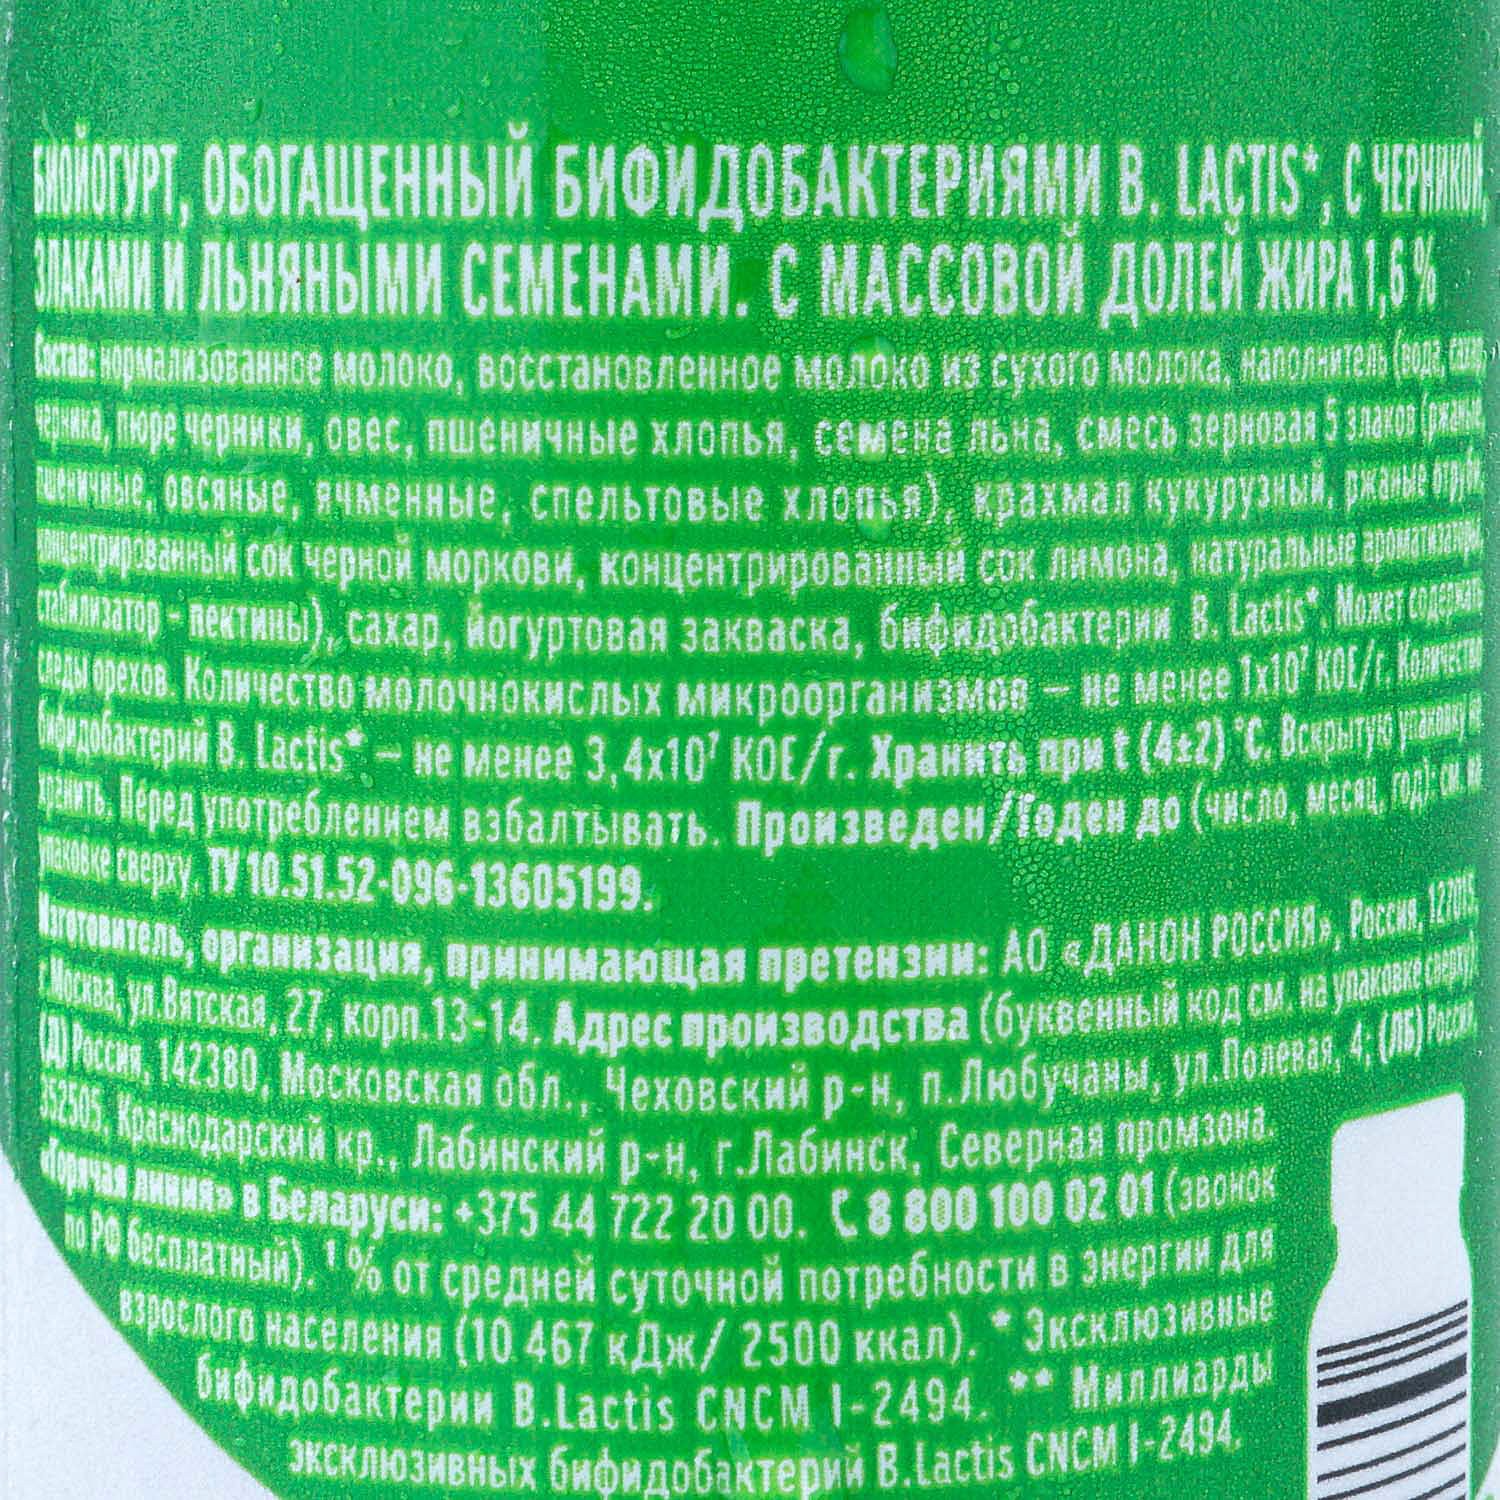 БИОЙОГУРТ, ОБОГАЩЕННЫЙ БИФИДОБАКТЕРИЯМИ B. LACTIS*, С ЧЕРНИКОЙ,
ЗЛАКАМИ И ЛЬНЯНЫМИ СЕМЕНАМИ. С МАССОВОЙ ДОЛЕЙ ЖИРА 1,6 %
Состав: нормализованное молоко, восстановленное молоко из сухого молока, наполнитель (вода, сахар,
черника, пюре черники, овес, пшеничные хлопья, семена льна, смесь зерновая 5 злаков (ржаные,
пшеничные, овсяные, ячменные, спельтовые хлопья), крахмал кукурузный, ржаные отруби,
концентрированный сок черной моркови, концентрированный сок лимона, натуральные ароматизаторы,
стабилизатор - пектины), сахар, йогуртовая закваска, бифидобактерии B. Lactis*. Может содержать
следы орехов. Количество молочнокислых микроорганизмов – не менее 1x10⁷ КОЕ/г. Количество
бифидобактерий B. Lactis* – не менее 3,4x10⁷ КОЕ/г. Хранить при t (4±2) °С. Вскрытую упаковку не
хранить. Перед употреблением взбалтывать. Произведен/Годен до (число, месяц, год): см. на
упаковке сверху. ТУ 10.51.52-096-13605199.
Изготовитель, организация, принимающая претензии: АО «ДАНОН РОССИЯ», Россия, 127015,
г.Москва, ул.Вятская, 27, корп.13-14. Адрес производства (буквенный код см. на упаковке сверху):
(Д) Россия, 142380, Московская обл., Чеховский р-н, п.Любучаны, ул.Полевая, 4; (ЛБ) Россия,
352505, Краснодарский кр., Лабинский р-н, г.Лабинск, Северная промзона.
«Горячая линия» в Беларуси: +375 44 722 20 00. 8 800 100 02 01 (звонок
по РФ бесплатный). ¹ % от средней суточной потребности в энергии для
взрослого населения (10 467 кДж/ 2500 ккал). * Эксклюзивные
бифидобактерии B.Lactis CNCM I-2494. ** Миллиарды
эксклюзивных бифидобактерий B.Lactis CNCM I-2494.